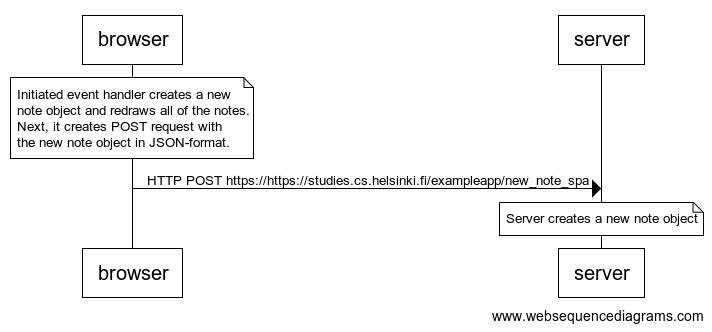 browser
server
Initiated event handler creates a new
note object and redraws all of the notes.
Next, it creates POST request with
the new note object in JSON-format.
HTTP POST https://https://studies.cs.helsinki.fi/exampleapp/new_note_spa
Server creates a new note object
browser
server
www.websequencediagrams.com